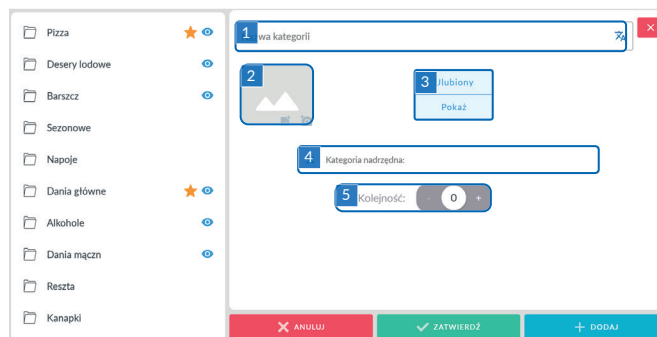 Pizza
Desery lodowe
Barszcz
Sezonowe
Napoje
Dania główne
Alkohole
Dania mączn
Reszta
Kanapki
1 wa kategorii
2
3 lubiony
Pokaż
4 Kategoria nadrzędna:
5 Kolejność: - 0 +
ANULUJ
ZATWIERDŹ
DODAJ